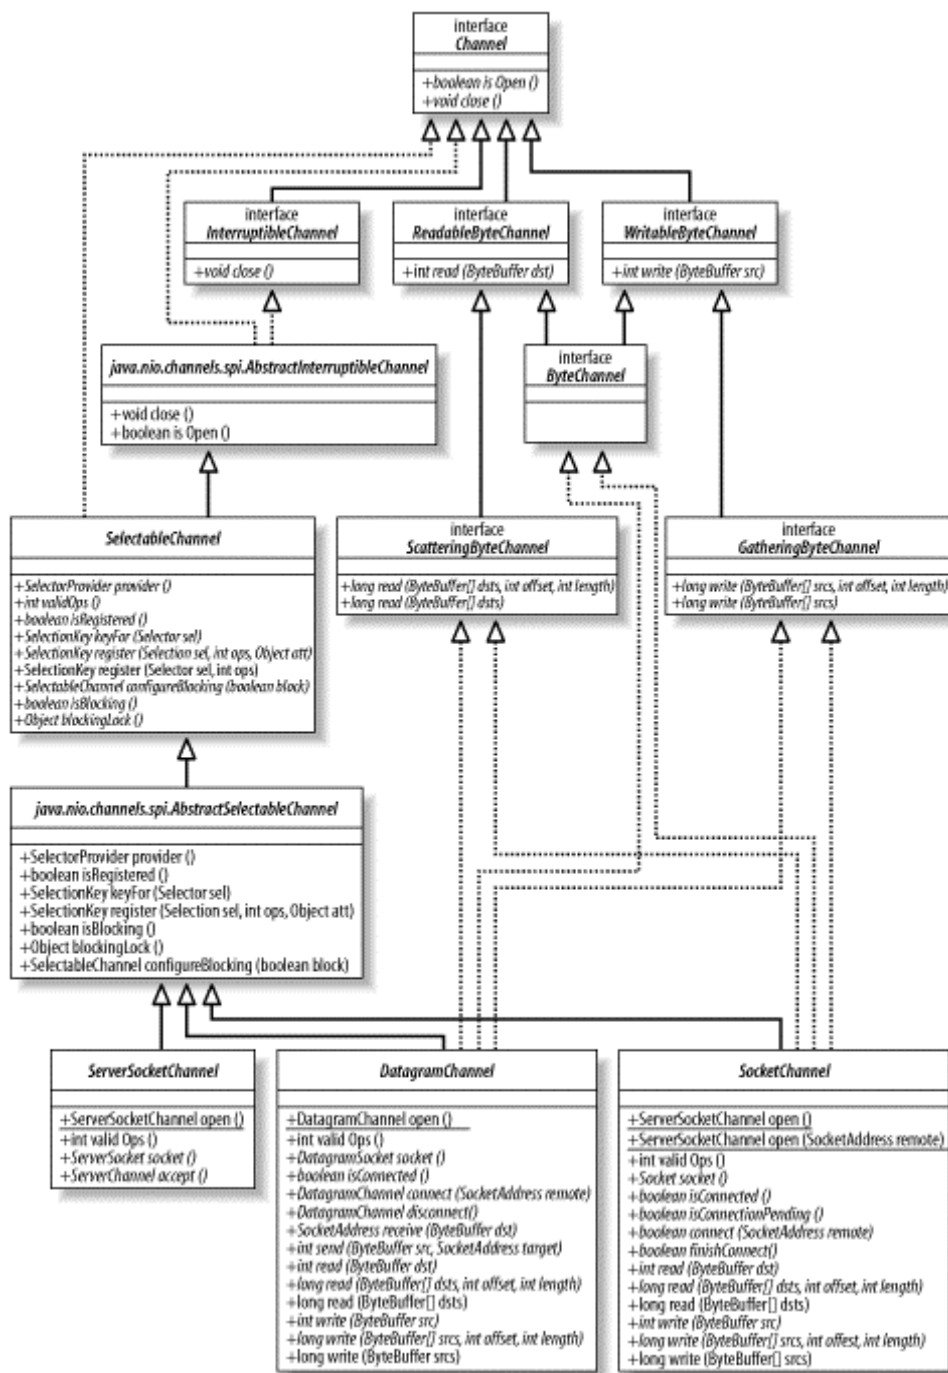 interface
Channel
+boolean is Open ()
+void close ()
interface
InterruptibleChannel
+void close ()
interface
ReadableByteChannel
+int read (ByteBuffer dst)
interface
WritableByteChannel
+int write (ByteBuffer src)
java.nio.channels.spi.AbstractInterruptibleChannel
+void close ()
+boolean is Open ()
interface
ByteChannel
SelectableChannel
+SelectorProvider provider ()
+int validOps ()
+boolean isRegistered ()
+SelectionKey keyFor (Selector sel)
+SelectionKey register (Selection sel, int ops, Object att)
+SelectionKey register (Selector sel, int ops)
+SelectableChannel configureBlocking (boolean block)
+boolean isBlocking ()
+Object blockingLock ()
interface
ScatteringByteChannel
+long read (ByteBuffer[] dsts, int offset, int length)
+long read (ByteBuffer[] dsts)
interface
GatheringByteChannel
+long write (ByteBuffer[] srcs, int offset, int length)
+long write (ByteBuffer[] srcs)
java.nio.channels.spi.AbstractSelectableChannel
+SelectorProvider provider ()
+boolean isRegistered ()
+SelectionKey keyFor (Selector sel)
+SelectionKey register (Selection sel, int ops, Object att)
+boolean isBlocking ()
+Object blockingLock ()
+SelectableChannel configureBlocking (boolean block)
ServerSocketChannel
+ServerSocketChannel open ()
+int valid Ops ()
+ServerSocket socket ()
+ServerChannel accept ()
DatagramChannel
+DatagramChannel open ()
+int valid Ops ()
+DatagramSocket socket ()
+boolean isConnected ()
+DatagramChannel connect (SocketAddress remote)
+DatagramChannel disconnect()
+SocketAddress receive (ByteBuffer dst)
+int send (ByteBuffer src, SocketAddress target)
+int read (ByteBuffer dst)
+long read (ByteBuffer[] dsts, int offset, int length)
+long read (ByteBuffer[] dsts)
+int write (ByteBuffer src)
+long write (ByteBuffer[] srcs, int offset, int length)
+long write (ByteBuffer srcs)
SocketChannel
+ServerSocketChannel open ()
+ServerSocketChannel open (SocketAddress remote)
+int valid Ops ()
+Socket socket ()
+boolean isConnected ()
+boolean isConnectionPending ()
+boolean connect (SocketAddress remote)
+boolean finishConnect()
+int read (ByteBuffer dst)
+long read (ByteBuffer[] dsts, int offset, int length)
+long read (ByteBuffer[] dsts)
+int write (ByteBuffer src)
+long write (ByteBuffer[] srcs, int offest, int length)
+long write (ByteBuffer[] srcs)